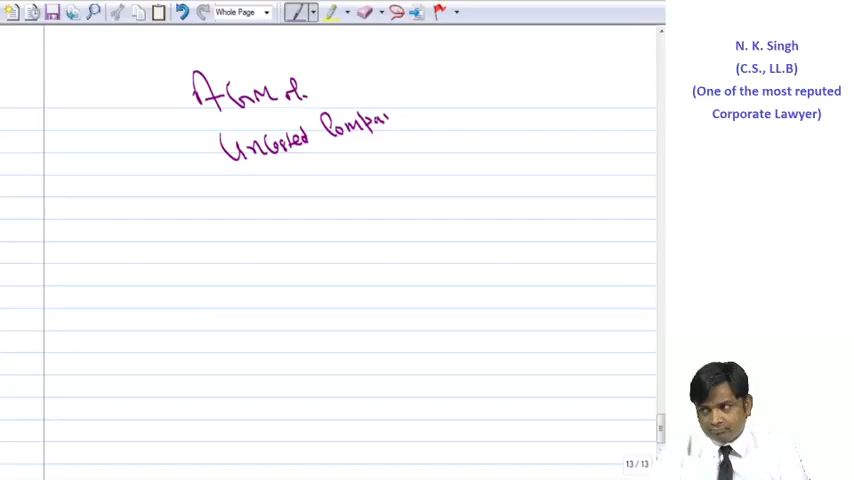 Whole Page
AGM of
Unlisted Compan
13 / 13
N. K. Singh
(C.S., LL.B)
(One of the most reputed
Corporate Lawyer)